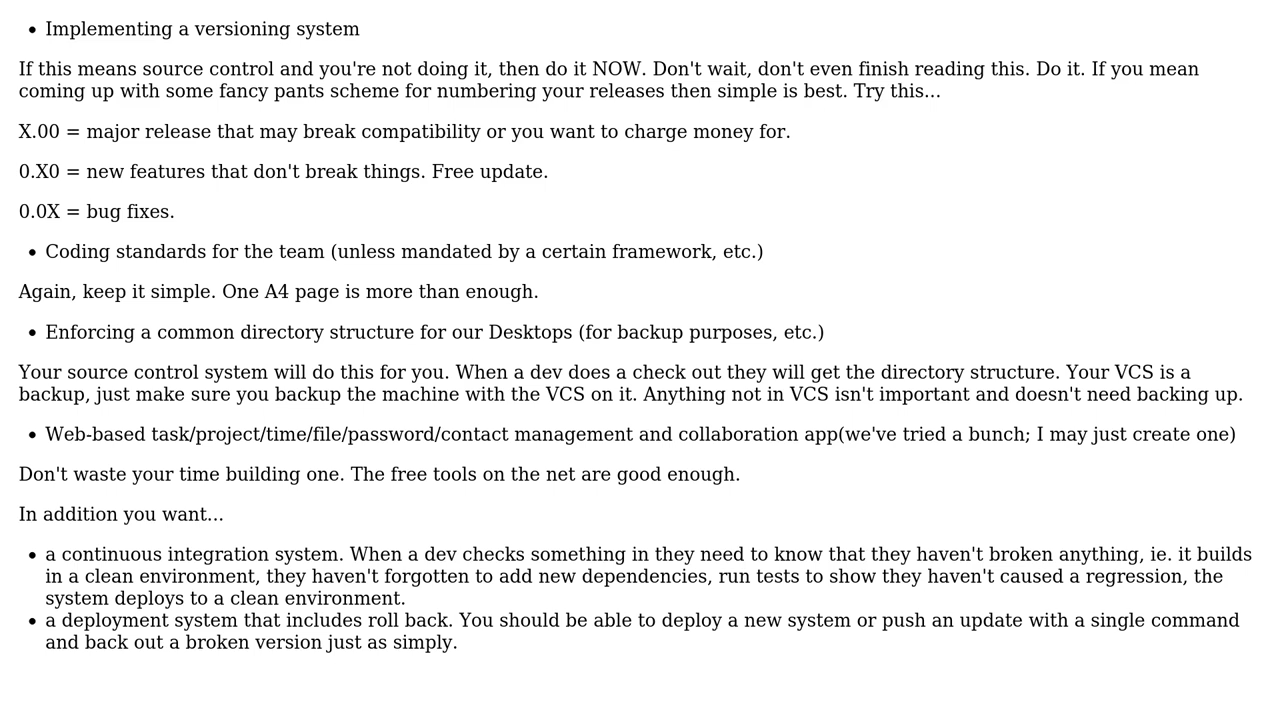 • Implementing a versioning system
If this means source control and you're not doing it, then do it NOW. Don't wait, don't even finish reading this. Do it. If you mean
coming up with some fancy pants scheme for numbering your releases then simple is best. Try this...
X.00 = major release that may break compatibility or you want to charge money for.
0.X0 = new features that don't break things. Free update.
0.0X = bug fixes.
• Coding standards for the team (unless mandated by a certain framework, etc.)
Again, keep it simple. One A4 page is more than enough.
• Enforcing a common directory structure for our Desktops (for backup purposes, etc.)
Your source control system will do this for you. When a dev does a check out they will get the directory structure. Your VCS is a
backup, just make sure you backup the machine with the VCS on it. Anything not in VCS isn't important and doesn't need backing up.
• Web-based task/project/time/file/password/contact management and collaboration app(we've tried a bunch; I may just create one)
Don't waste your time building one. The free tools on the net are good enough.
In addition you want...
• a continuous integration system. When a dev checks something in they need to know that they haven't broken anything, ie. it builds
in a clean environment, they haven't forgotten to add new dependencies, run tests to show they haven't caused a regression, the
system deploys to a clean environment.
• a deployment system that includes roll back. You should be able to deploy a new system or push an update with a single command
and back out a broken version just as simply.